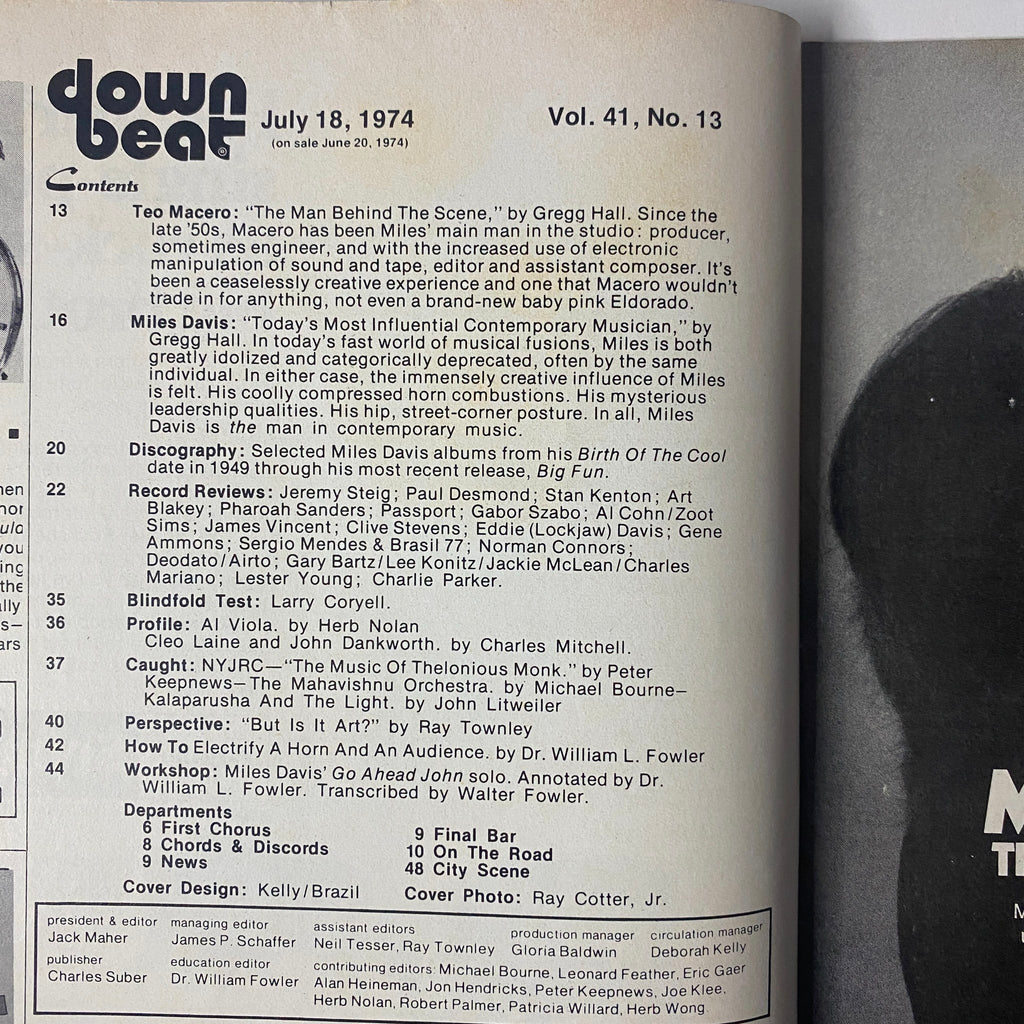 down
beat®
July 18, 1974
(on sale June 20, 1974)
Vol. 41, No. 13
Contents
13 Teo Macero: “The Man Behind The Scene,” by Gregg Hall. Since the
late ’50s, Macero has been Miles’ main man in the studio: producer,
sometimes engineer, and with the increased use of electronic
manipulation of sound and tape, editor and assistant composer. It’s
been a ceaselessly creative experience and one that Macero wouldn’t
trade in for anything, not even a brand-new baby pink Eldorado.
16 Miles Davis: “Today’s Most Influential Contemporary Musician,” by
Gregg Hall. In today’s fast world of musical fusions, Miles is both
greatly idolized and categorically deprecated, often by the same
individual. In either case, the immensely creative influence of Miles
is felt. His coolly compressed horn combustions. His mysterious
leadership qualities. His hip, street-corner posture. In all, Miles
Davis is the man in contemporary music.
20 Discography: Selected Miles Davis albums from his Birth Of The Cool
date in 1949 through his most recent release, Big Fun.
22 Record Reviews: Jeremy Steig; Paul Desmond; Stan Kenton; Art
Blakey; Pharoah Sanders; Passport; Gabor Szabo; Al Cohn/Zoot
Sims; James Vincent; Clive Stevens; Eddie (Lockjaw) Davis; Gene
Ammons; Sergio Mendes & Brasil 77; Norman Connors;
Deodato/Airto; Gary Bartz/Lee Konitz/Jackie McLean/Charles
Mariano; Lester Young; Charlie Parker.
35 Blindfold Test: Larry Coryell.
36 Profile: Al Viola. by Herb Nolan
Cleo Laine and John Dankworth. by Charles Mitchell.
37 Caught: NYJRC—“The Music Of Thelonious Monk.” by Peter
Keepnews—The Mahavishnu Orchestra. by Michael Bourne—
Kalaparusha And The Light. by John Litweiler
40 Perspective: “But Is It Art?” by Ray Townley
42 How To Electrify A Horn And An Audience. by Dr. William L. Fowler
44 Workshop: Miles Davis’ Go Ahead John solo. Annotated by Dr.
William L. Fowler. Transcribed by Walter Fowler.
Departments
6 First Chorus
8 Chords & Discords
9 News
9 Final Bar
10 On The Road
48 City Scene
Cover Design: Kelly/Brazil
Cover Photo: Ray Cotter, Jr.
president & editor
Jack Maher
managing editor
James P. Schaffer
assistant editors
Neil Tesser, Ray Townley
production manager
Gloria Baldwin
circulation manager
Deborah Kelly
publisher
Charles Suber
education editor
Dr. William Fowler
contributing editors: Michael Bourne, Leonard Feather, Eric Gaer
Alan Heineman, Jon Hendricks, Peter Keepnews, Joe Klee,
Herb Nolan, Robert Palmer, Patricia Willard, Herb Wong.